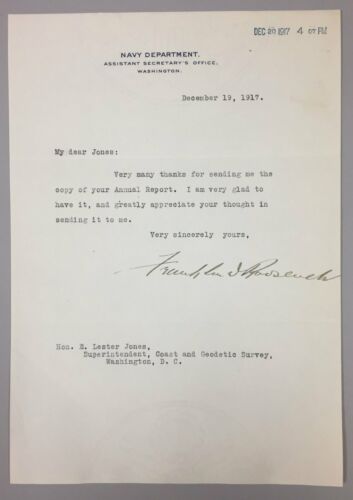 DEC 20 1917 4 07 PM
NAVY DEPARTMENT,
ASSISTANT SECRETARY'S OFFICE,
WASHINGTON.
December 19, 1917.
My dear Jones:
Very many thanks for sending me the
copy of your Annual Report. I am very glad to
have it, and greatly appreciate your thought in
sending it to me.
Very sincerely yours,
Franklin D Roosevelt
Hon. E. Lester Jones,
Superintendent, Coast and Geodetic Survey,
Washington, D. C.